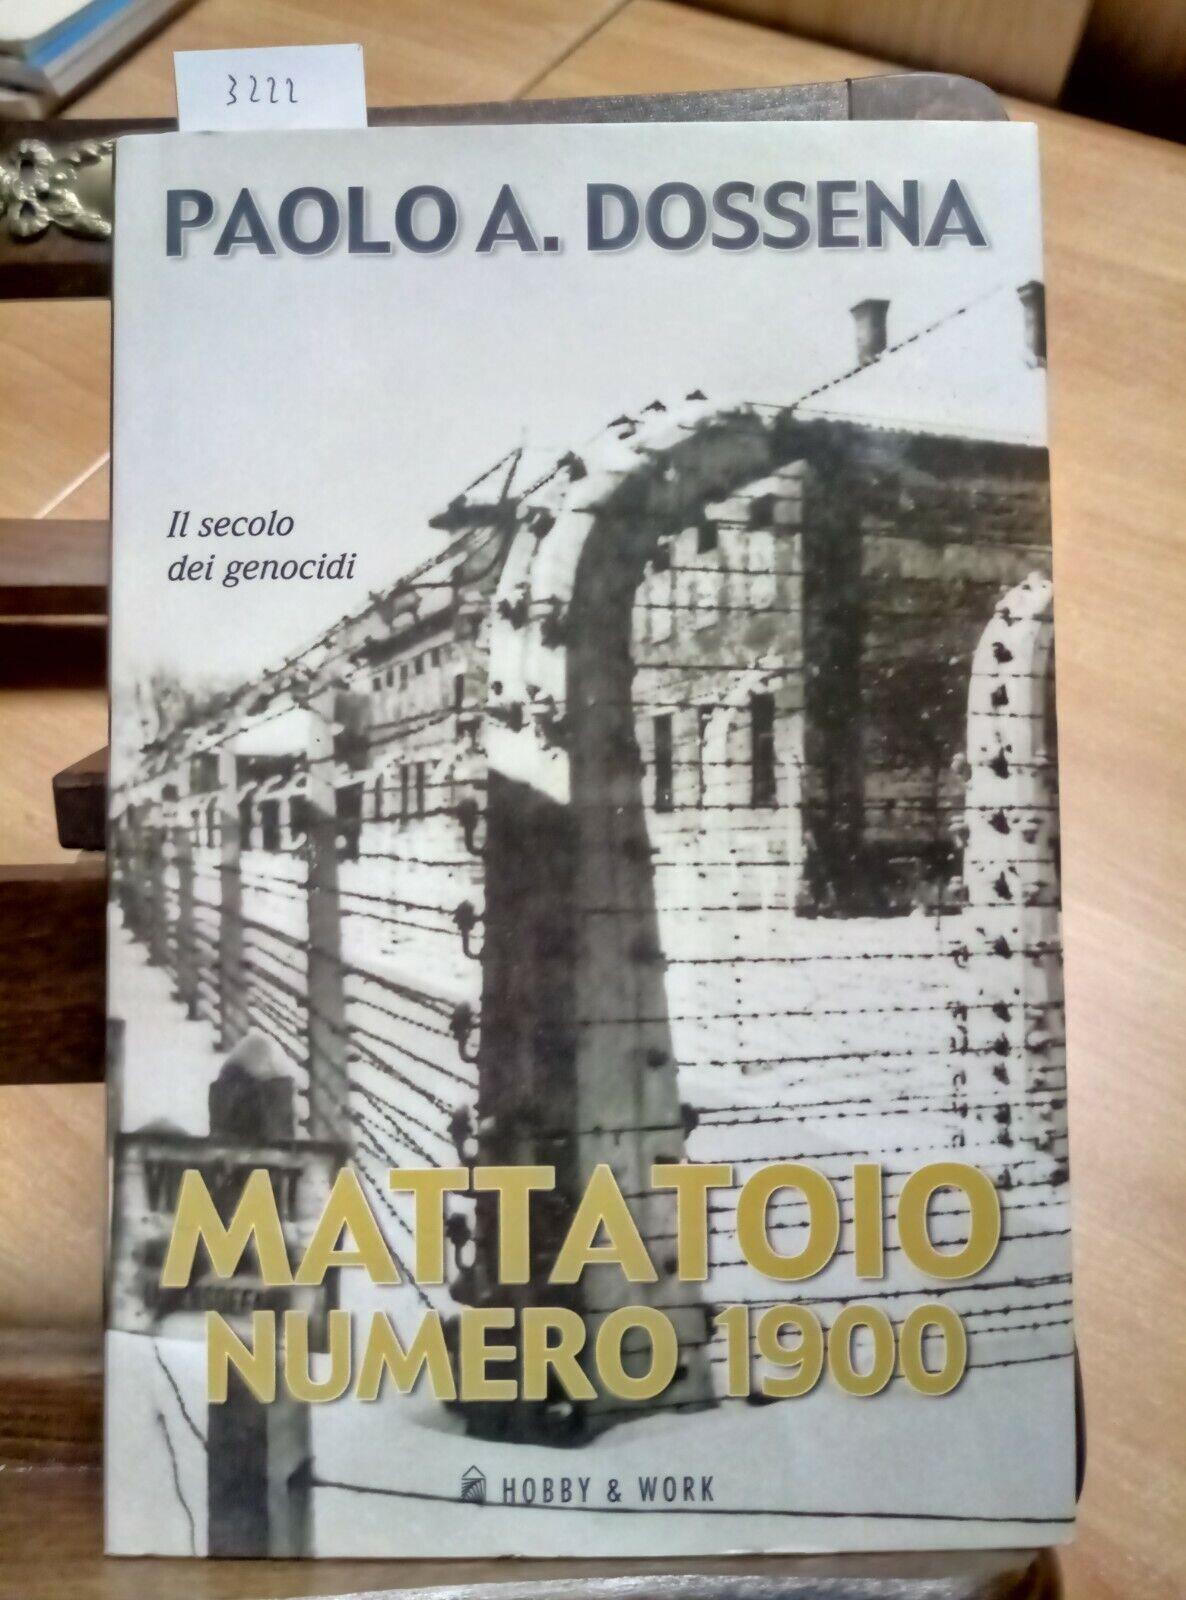 3222
PAOLO A. DOSSENA
Il secolo
dei genocidi
MATTATOIO
NUMERO 1900
HOBBY & WORK